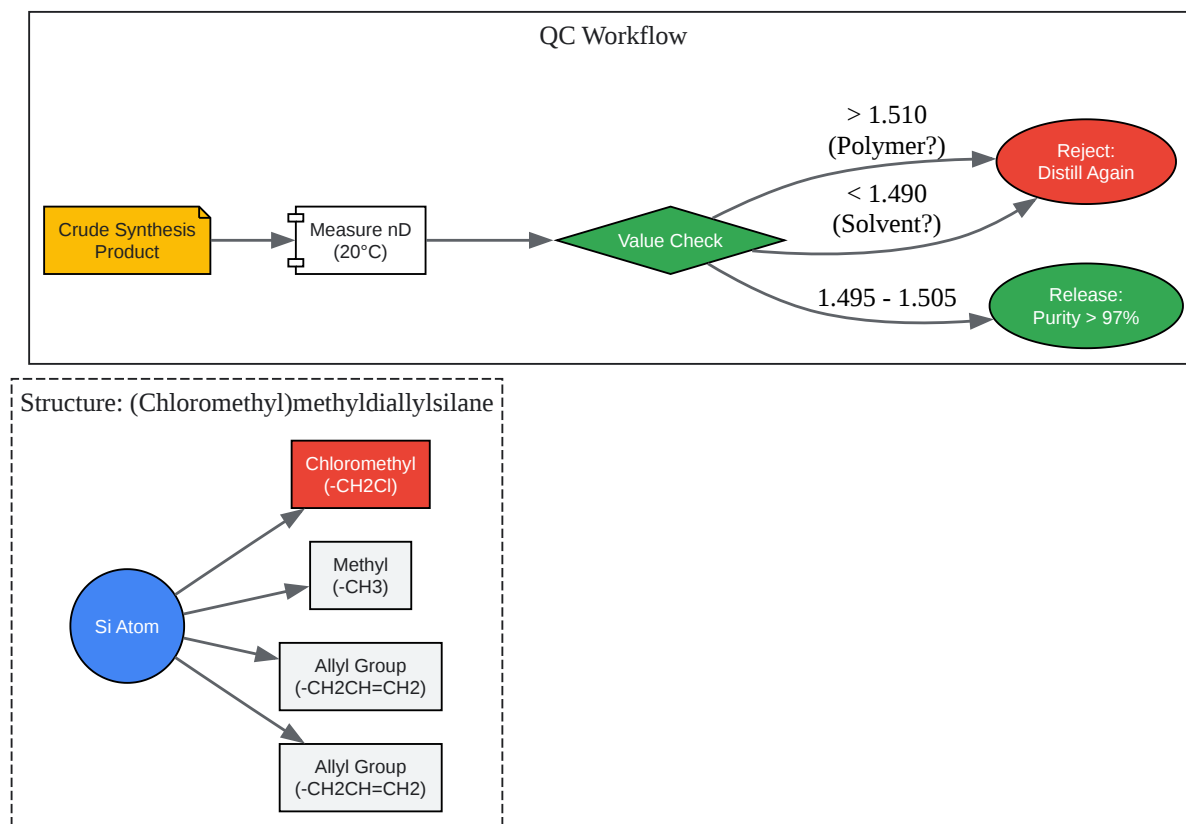 QC Workflow
Crude Synthesis
Product
Measure nD
(20°C)
Value Check
> 1.510
(Polymer?)
< 1.490
(Solvent?)
1.495 - 1.505
Reject:
Distill Again
Release:
Purity > 97%
Structure: (Chloromethyl)methyldiallylsilane
Si Atom
Chloromethyl
(-CH2Cl)
Methyl
(-CH3)
Allyl Group
(-CH2CH=CH2)
Allyl Group
(-CH2CH=CH2)